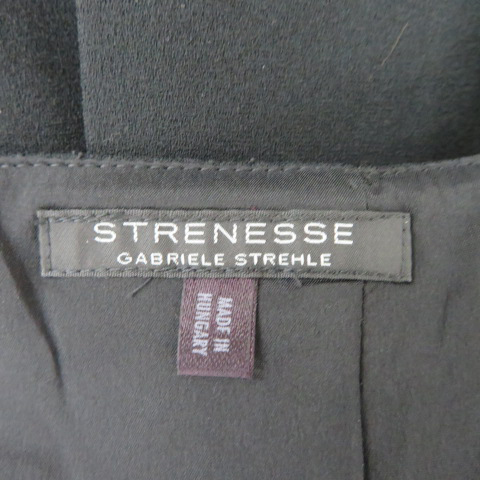 STRENESSE
GABRIELE STREHLE
MADE IN
HUNGARY